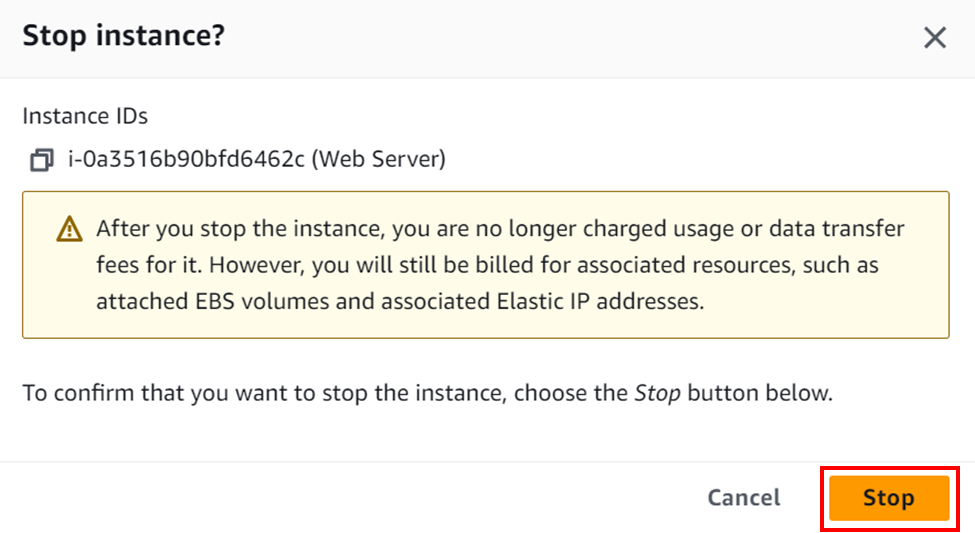 Stop instance?
Instance IDs
i-0a3516b90bfd6462c (Web Server)
After you stop the instance, you are no longer charged usage or data transfer
fees for it. However, you will still be billed for associated resources, such as
attached EBS volumes and associated Elastic IP addresses.
To confirm that you want to stop the instance, choose the Stop button below.
Cancel Stop